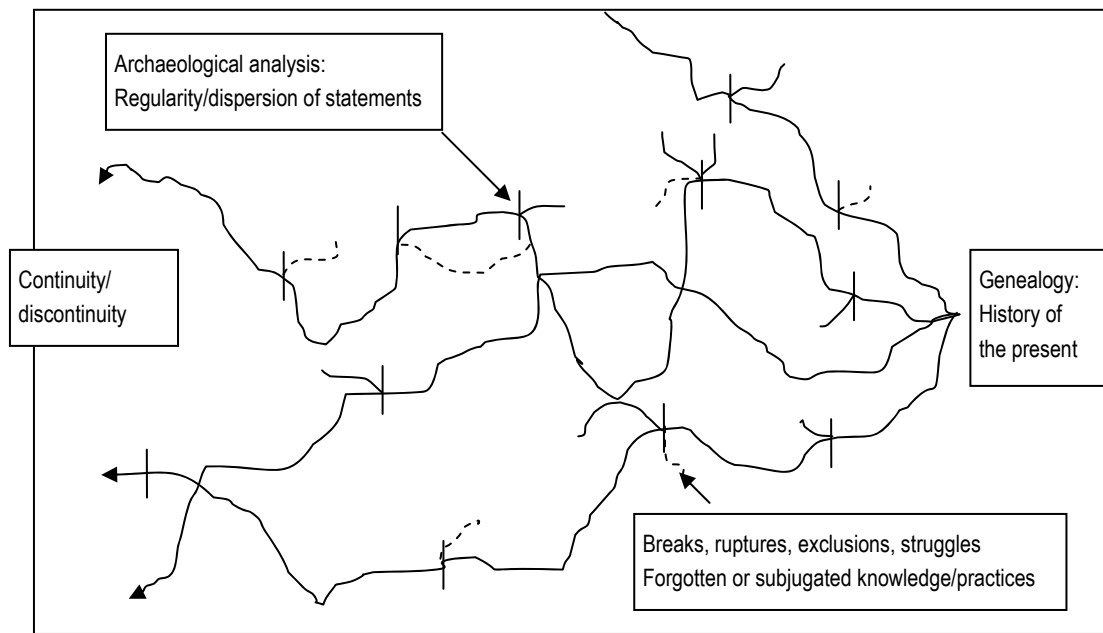 Archaeological analysis:
Regularity/dispersion of statements
Continuity/
discontinuity
Genealogy:
History of
the present
Breaks, ruptures, exclusions, struggles
Forgotten or subjugated knowledge/practices